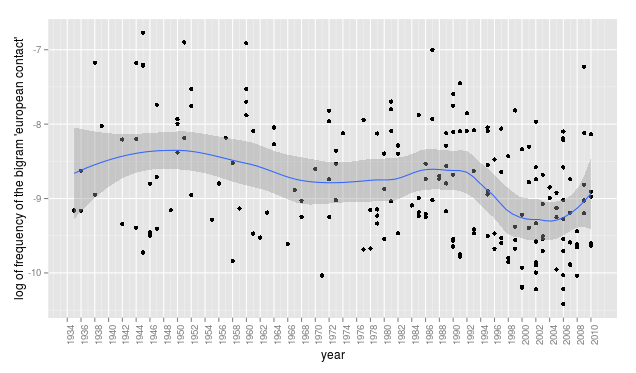 log of frequency of the bigram 'european contact'
-7
-8
-9
-10
1934 1936 1938 1940 1942 1944 1946 1948 1950 1952 1954 1956 1958 1960 1962 1964 1966 1968 1970 1972 1974 1976 1978 1980 1982 1984 1986 1988 1990 1992 1994 1996 1998 2000 2002 2004 2006 2008 2010
year